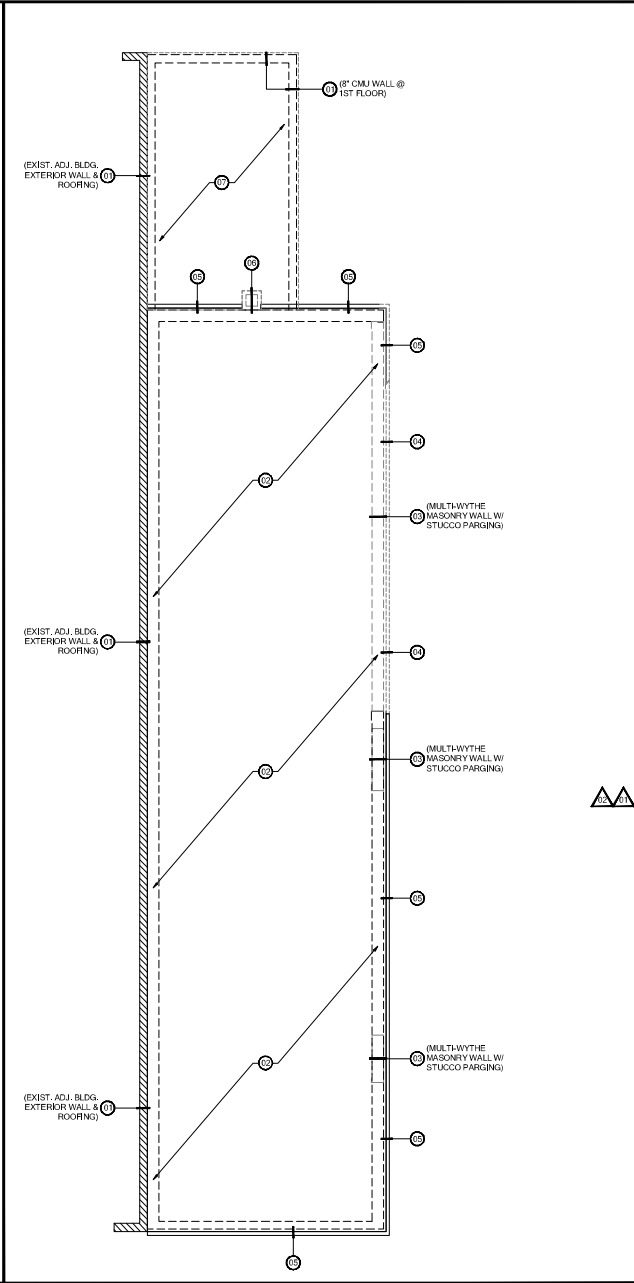 01 (8" CMU WALL @
1ST FLOOR)
(EXIST. ADJ. BLDG.
EXTERIOR WALL & 01
ROOFING)
07
06
05
05
05
04
02
03 (MULTI-WYTHE
MASONRY WALL W/
STUCCO PARGING)
(EXIST. ADJ. BLDG.
EXTERIOR WALL & 01
ROOFING)
04
03 (MULTI-WYTHE
MASONRY WALL W/
STUCCO PARGING)
02
02 01
05
03 (MULTI-WYTHE
MASONRY WALL W/
STUCCO PARGING)
02
(EXIST. ADJ. BLDG.
EXTERIOR WALL & 01
ROOFING)
05
05